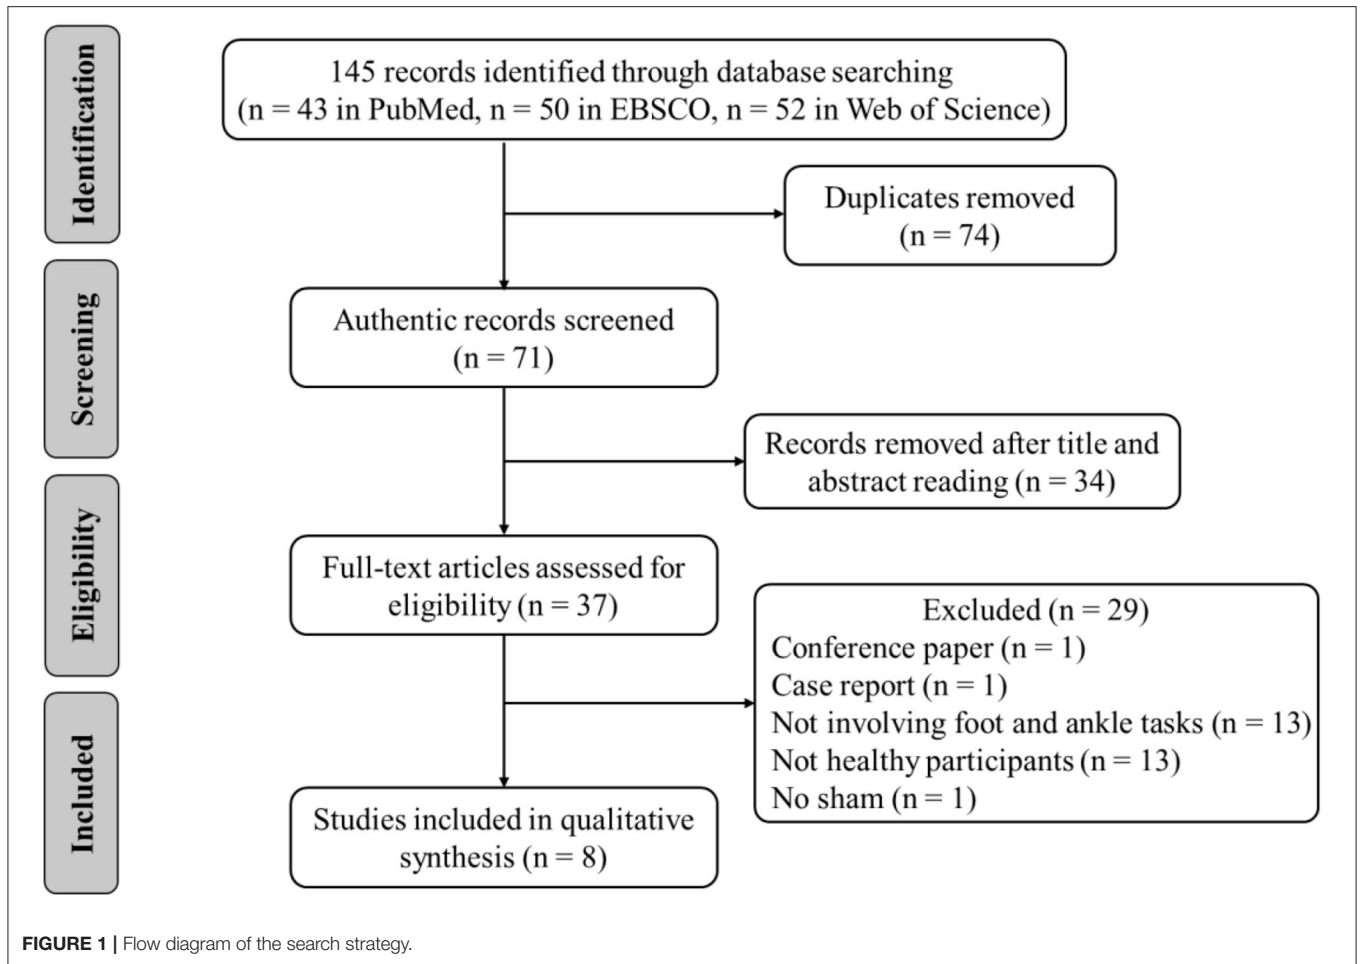 Identification
145 records identified through database searching
(n = 43 in PubMed, n = 50 in EBSCO, n = 52 in Web of Science)
Duplicates removed
(n = 74)
Screening
Authentic records screened
(n = 71)
Records removed after title and
abstract reading (n = 34)
Eligibility
Full-text articles assessed for
eligibility (n = 37)
Excluded (n = 29)
Conference paper (n = 1)
Case report (n = 1)
Not involving foot and ankle tasks (n = 13)
Not healthy participants (n = 13)
No sham (n = 1)
Included
Studies included in qualitative
synthesis (n = 8)
FIGURE 1 | Flow diagram of the search strategy.